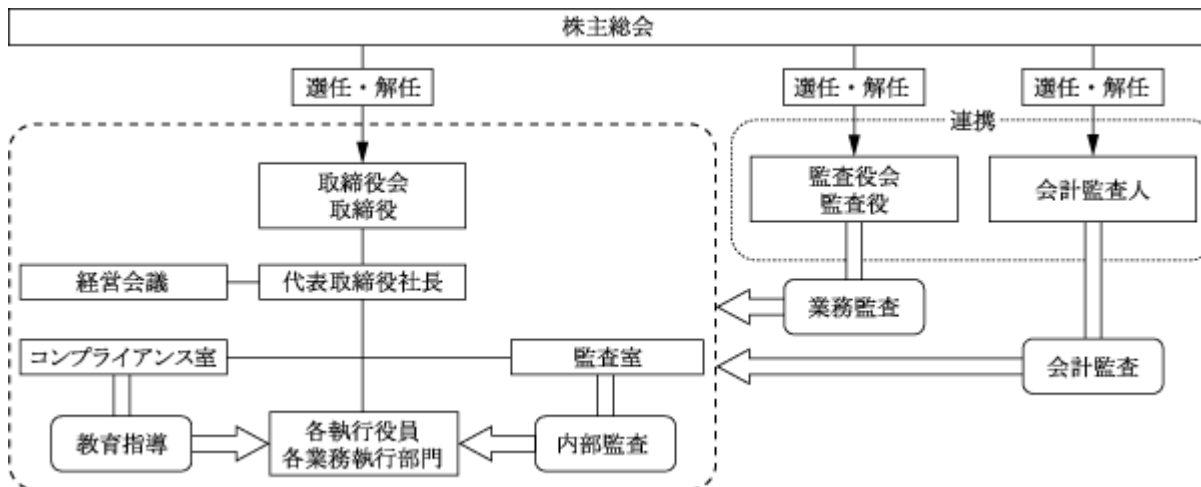 株主総会
選任・解任
選任・解任
選任・解任
連携
取締役会
取締役
監査役会
監査役
会計監査人
経営会議
代表取締役社長
業務監査
コンプライアンス室
監査室
会計監査
教育指導
各執行役員
各業務執行部門
内部監査